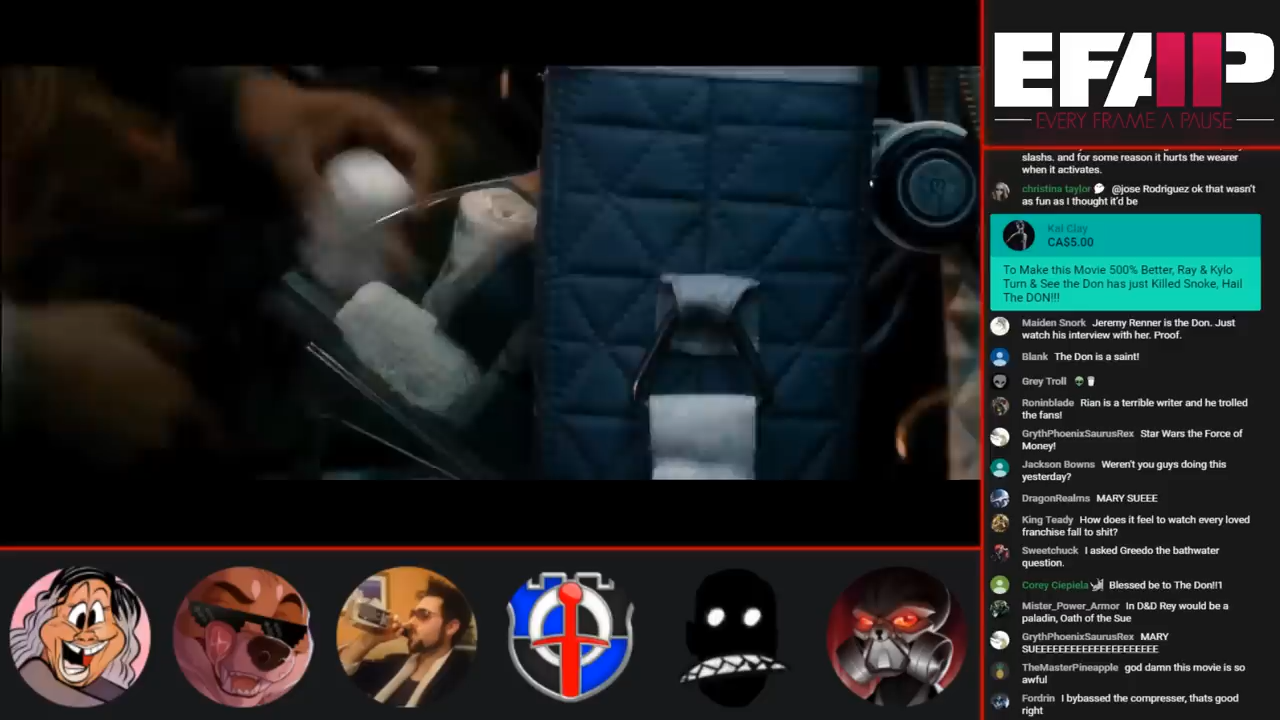 EFAP
EVERY FRAME A PAUSE
slashs. and for some reason it hurts the wearer
when it activates.
christina taylor @jose Rodriguez ok that wasn't
as fun as I thought it'd be
Kai Clay
CA$5.00
To Make this Movie 500% Better, Ray & Kylo
Turn & See the Don has just Killed Snoke, Hail
The DON!!!
Maiden Snork Jeremy Renner is the Don. Just
watch his interview with her. Proof.
Blank The Don is a saint!
Grey Troll
Roninblade Rian is a terrible writer and he trolled
the fans!
GrythPhoenixSaurusRex Star Wars the Force of
Money!
Jackson Bowns Weren't you guys doing this
yesterday?
DragonRealms MARY SUEEE
King Teady How does it feel to watch every loved
franchise fall to shit?
Sweetchuck I asked Greedo the bathwater
question.
Corey Ciepiela Blessed be to The Don!!1
Mister_Power_Armor In D&D Rey would be a
paladin, Oath of the Sue
GrythPhoenixSaurusRex MARY
SUEEEEEEEEEEEEEEEEEEEEE
TheMasterPineapple god damn this movie is so
awful
Fordrin I bybassed the compresser, thats good
right